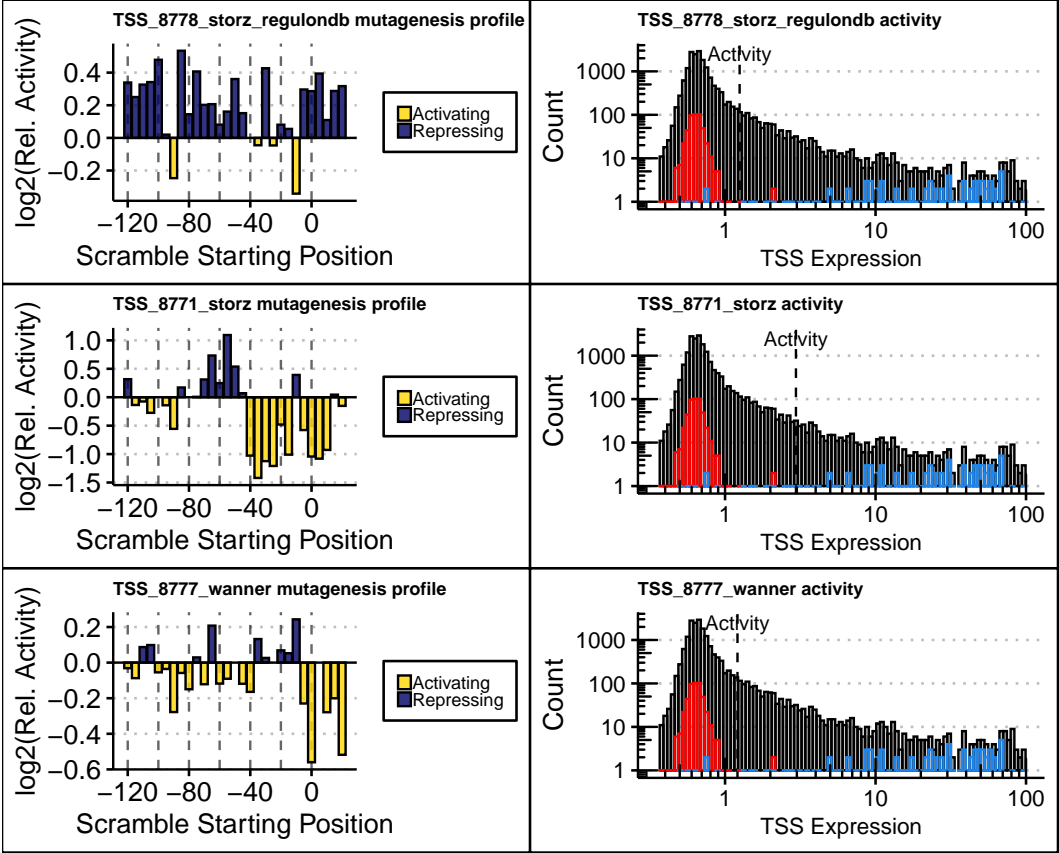 TSS_8778_storz_regulondb mutagenesis profile
log2(Rel. Activity)
0.4
0.2
0.0
−0.2
−120 −80 −40 0
Scramble Starting Position
Activating
Repressing
TSS_8778_storz_regulondb activity
Activity
Count
1000
100
10
1
1 10 100
TSS Expression
TSS_8771_storz mutagenesis profile
log2(Rel. Activity)
1.0
0.5
0.0
−0.5
−1.0
−1.5
−120 −80 −40 0
Scramble Starting Position
Activating
Repressing
TSS_8771_storz activity
Activity
Count
1000
100
10
1
1 10 100
TSS Expression
TSS_8777_wanner mutagenesis profile
log2(Rel. Activity)
0.2
0.0
−0.2
−0.4
−0.6
−120 −80 −40 0
Scramble Starting Position
Activating
Repressing
TSS_8777_wanner activity
Activity
Count
1000
100
10
1
1 10 100
TSS Expression